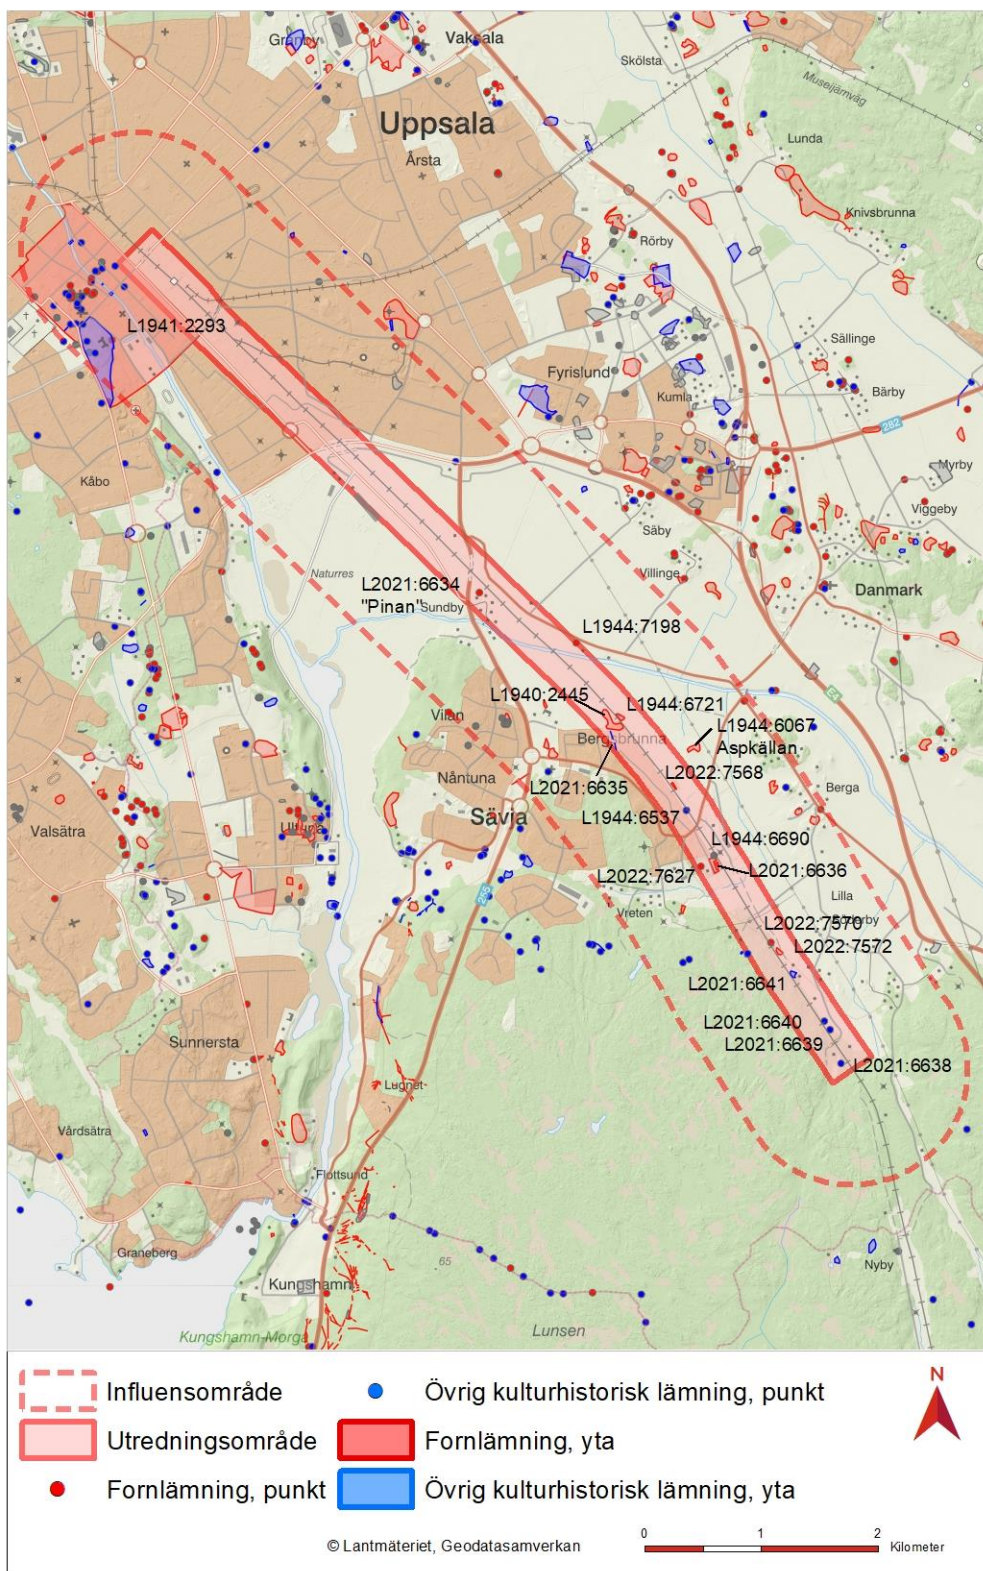 Gränby
Vaksala
Skölsta
Museijärnväg
Uppsala
Årsta
Lunda
Knivsbrunna
Rörby
L1941:2293
Sällinge
Fyrislund
Kumla
Bärby
282
Kåbo
Myrby
Viggeby
Säby
Villinge
Naturres
L2021:6634
"Pinan"
Sundby
Danmark
L1944:7198
E4
L1940:2445
L1944:6721
Vilan
L1944:6067
Aspkällan
Bergsbrunna
L2022:7568
Nåntuna
L2021:6635
Berga
Sävja
L1944:6537
Valsätra
Ultuna
L1944:6690
L2022:7627
L2021:6636
255
Vreten
Lilla
Söderby
L2022:7570
L2022:7572
L2021:6641
L2021:6640
L2021:6639
L2021:6638
Sunnersta
Lugnet
Vårdsätra
Flottsund
Graneberg
65
Nyby
Kungshamn
Kungshamn-Morga
Lunsen
Influensområde
Övrig kulturhistorisk lämning, punkt
N
Utredningsområde
Fornlämning, yta
Fornlämning, punkt
Övrig kulturhistorisk lämning, yta
© Lantmäteriet, Geodatasamverkan
0 1 2
Kilometer